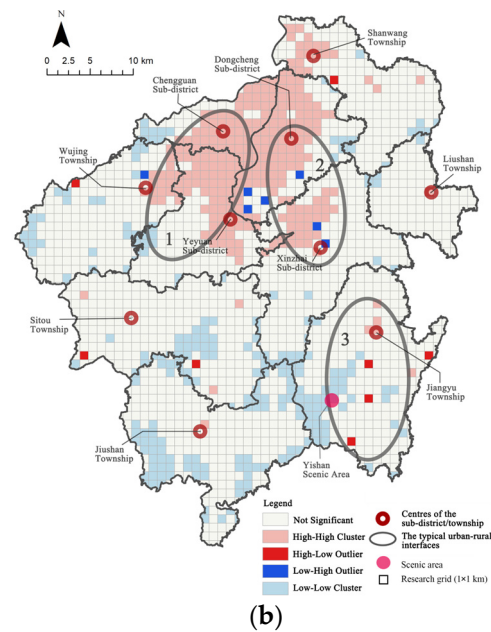 N
0 2.5 5 10 km
Shanwang
Township
Dongcheng
Sub-district
Chengguan
Sub-district
Wujing
Township
2
Liushan
Township
1
Yeyuan
Sub-district
Xinzhai
Sub-district
Sitou
Township
3
Jiangyu
Township
Jiushan
Township
Yishan
Scenic Area
Legend
Not Significant
High-High Cluster
High-Low Outlier
Low-High Outlier
Low-Low Cluster
Centres of the
sub-district/township
The typical urban-rural
interfaces
Scenic area
Research grid (1×1 km)
(b)